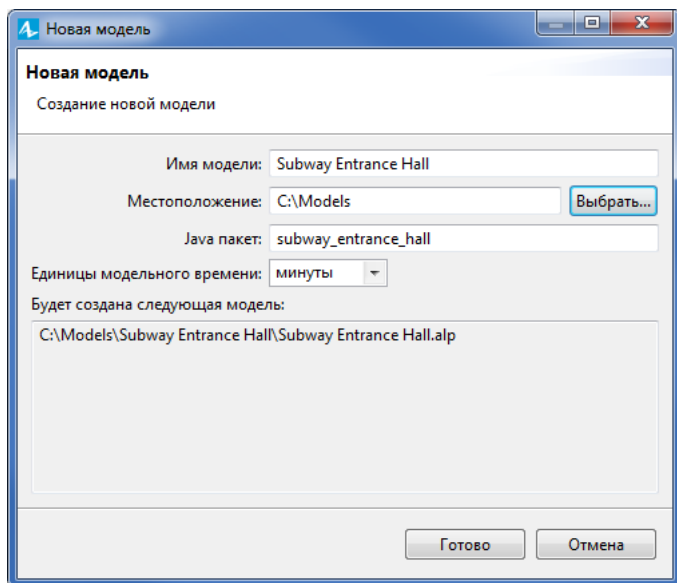 Новая модель
Новая модель
Создание новой модели
Имя модели: Subway Entrance Hall
Местоположение: C:\Models Выбрать...
Java пакет: subway_entrance_hall
Единицы модельного времени: минуты
Будет создана следующая модель:
C:\Models\Subway Entrance Hall\Subway Entrance Hall.alp
Готово Отмена